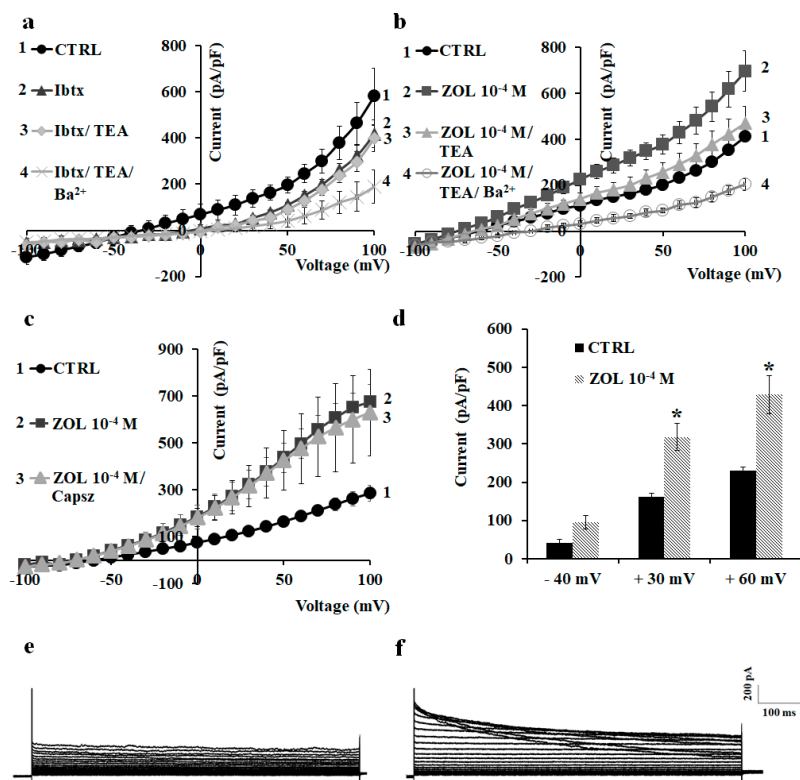 a
1 CTRL
2 Ibtx
3 Ibtx/ TEA
4 Ibtx/ TEA/
Ba2+
800
600
400
200
0
-200
Current (pA/pF)
-100
-50
0
50
100
Voltage (mV)
1
2
3
4
b
1 CTRL
2 ZOL 10-4 M
3 ZOL 10-4 M/
TEA
4 ZOL 10-4 M/
TEA/ Ba2+
800
600
400
200
0
-200
Current (pA/pF)
-100
-50
0
50
100
Voltage (mV)
2
3
1
4
c
1 CTRL
2 ZOL 10-4 M
3 ZOL 10-4 M/
Capsz
900
700
500
300
100
-100
Current (pA/pF)
-100
-50
0
50
100
Voltage (mV)
2
3
1
d
CTRL
ZOL 10-4 M
600
500
400
300
200
100
0
Current (pA/pF)
*
*
- 40 mV
+ 30 mV
+ 60 mV
e
f
200 pA
100 ms